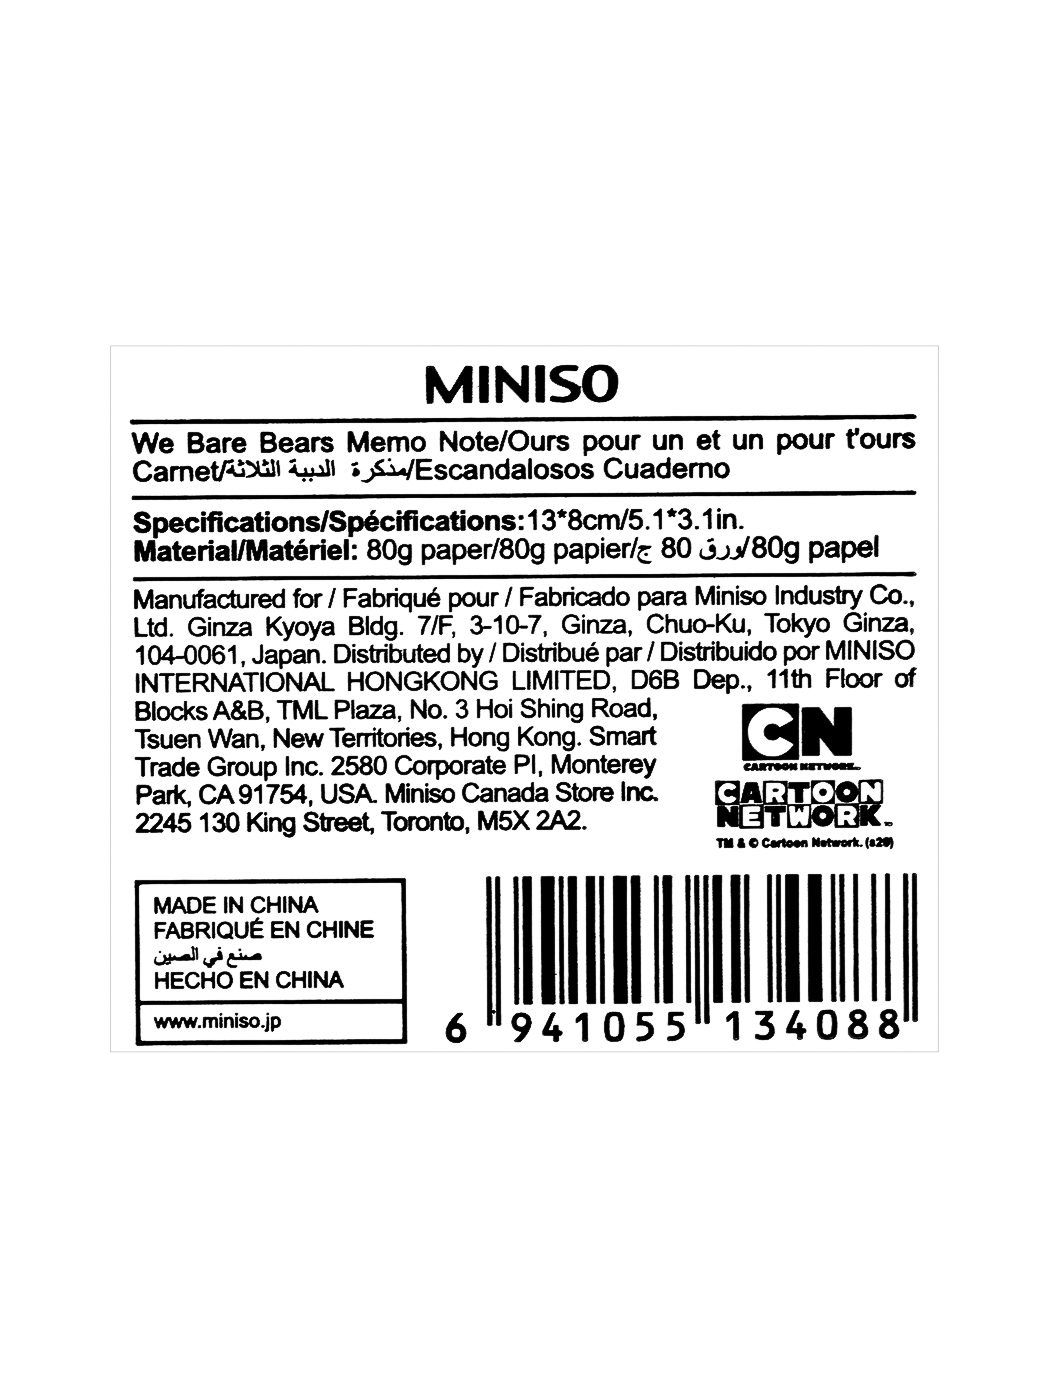 MINISO
We Bare Bears Memo Note/Ours pour un et un pour t'ours
Carnet/مذكرة الدببة الثلاثة/Escandalosos Cuaderno
Specifications/Spécifications:13*8cm/5.1*3.1in.
Material/Matériel: 80g paper/80g papier/ورق 80 ج/80g papel
Manufactured for / Fabriqué pour / Fabricado para Miniso Industry Co.,
Ltd. Ginza Kyoya Bldg. 7/F, 3-10-7, Ginza, Chuo-Ku, Tokyo Ginza,
104-0061, Japan. Distributed by / Distribué par / Distribuido por MINISO
INTERNATIONAL HONGKONG LIMITED, D6B Dep., 11th Floor of
Blocks A&B, TML Plaza, No. 3 Hoi Shing Road,
Tsuen Wan, New Territories, Hong Kong. Smart
Trade Group Inc. 2580 Corporate Pl, Monterey
Park, CA 91754, USA. Miniso Canada Store Inc.
2245 130 King Street, Toronto, M5X 2A2.
CN
CARTOON NETWORK™
CARTOON
NETWORK™
TM & © Cartoon Network. (s20)
MADE IN CHINA
FABRIQUÉ EN CHINE
صنع في الصين
HECHO EN CHINA
www.miniso.jp
6 941055 134088